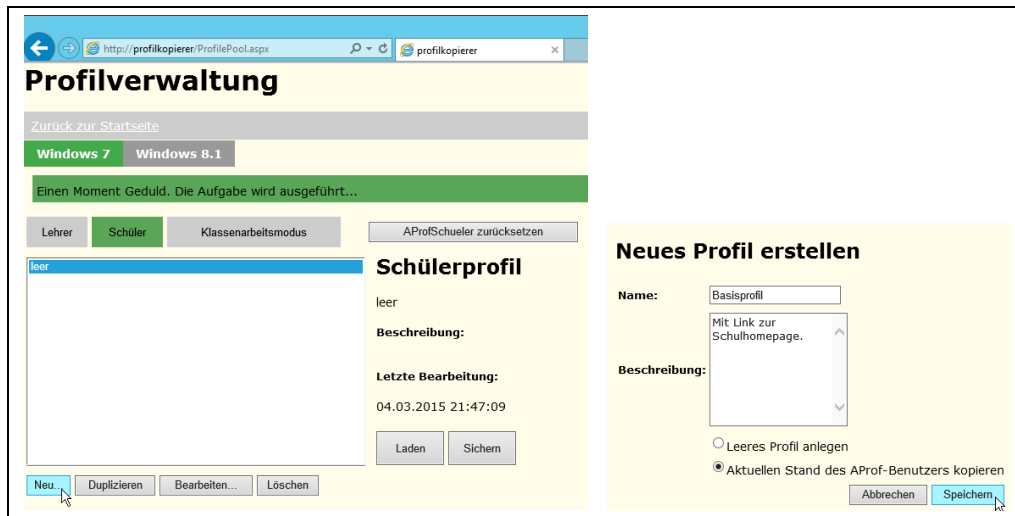 http://profilkopierer/ProfilePool.aspx
profilkopierer
Profilverwaltung
Zurück zur Startseite
Windows 7 Windows 8.1
Einen Moment Geduld. Die Aufgabe wird ausgeführt...
Lehrer Schüler Klassenarbeitsmodus AProfSchueler zurücksetzen
leer
Schülerprofil
leer
Beschreibung:
Letzte Bearbeitung:
04.03.2015 21:47:09
Laden Sichern
Neu... Duplizieren Bearbeiten... Löschen
Neues Profil erstellen
Name: Basisprofil
Mit Link zur
Schulhomepage.
Beschreibung:
Leeres Profil anlegen
Aktuellen Stand des AProf-Benutzers kopieren
Abbrechen Speichern